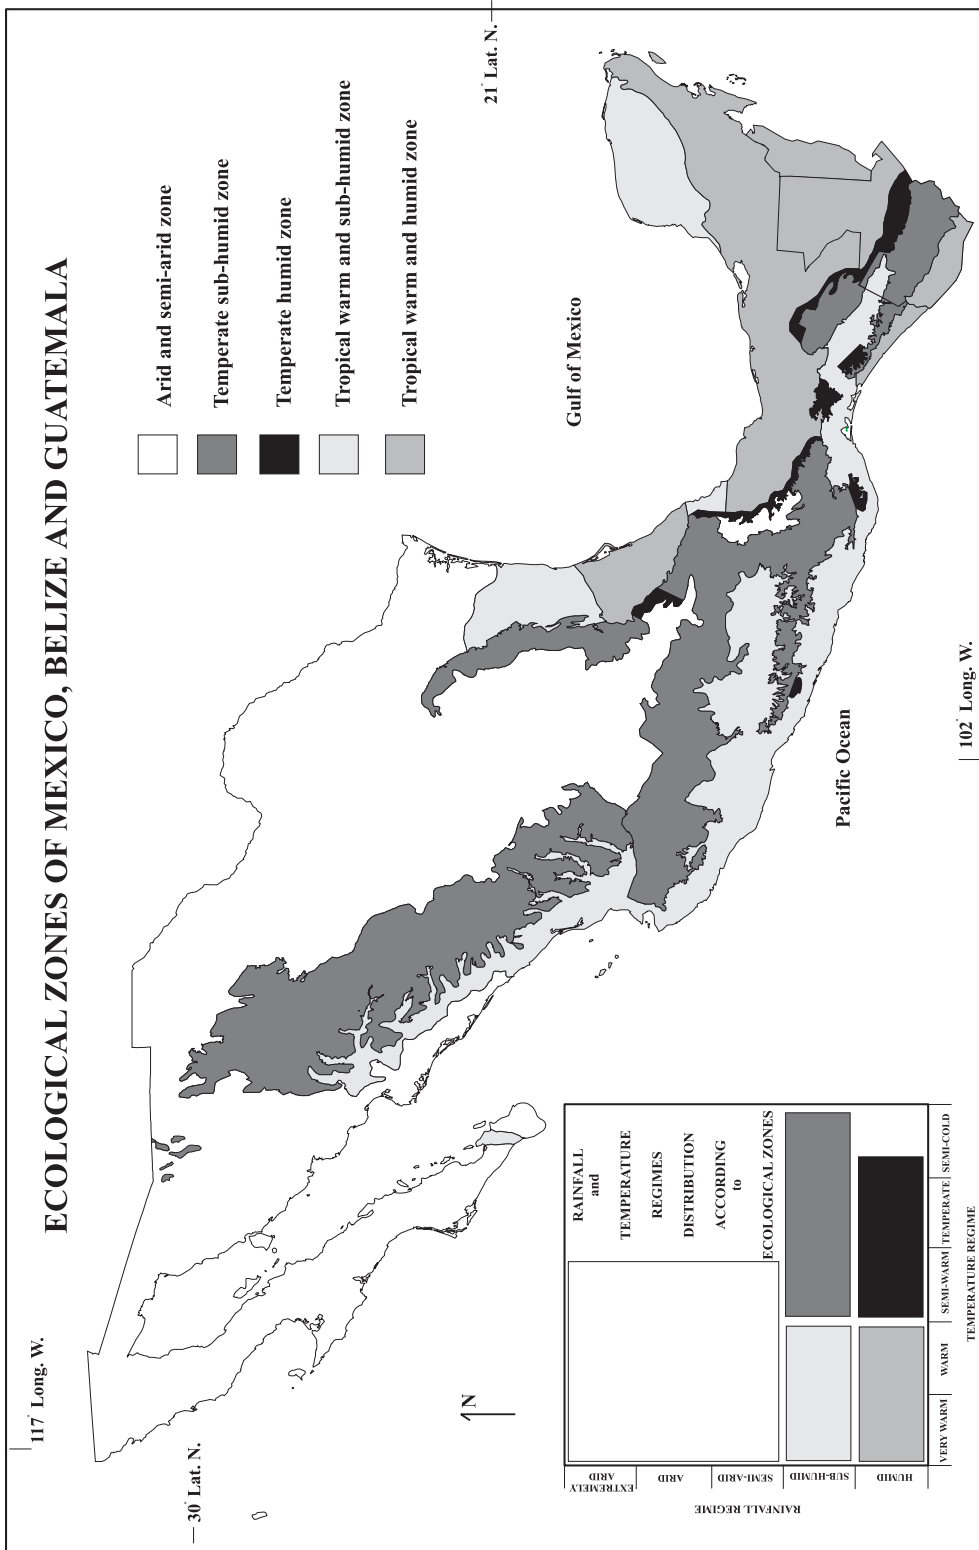 ECOLOGICAL ZONES OF MEXICO, BELIZE AND GUATEMALA
117° Long. W.
21° Lat. N.
30° Lat. N.
102° Long. W.
Arid and semi-arid zone
Temperate sub-humid zone
Temperate humid zone
Tropical warm and sub-humid zone
Tropical warm and humid zone
Gulf of Mexico
Pacific Ocean
N
RAINFALL
and
TEMPERATURE
REGIMES
DISTRIBUTION
ACCORDING
to
ECOLOGICAL ZONES
RAINFALL REGIME
EXTREMELY
ARID
ARID
SEMI-ARID
SUB-HUMID
HUMID
VERY WARM
WARM
SEMI-WARM
TEMPERATE
SEMI-COLD
TEMPERATURE REGIME